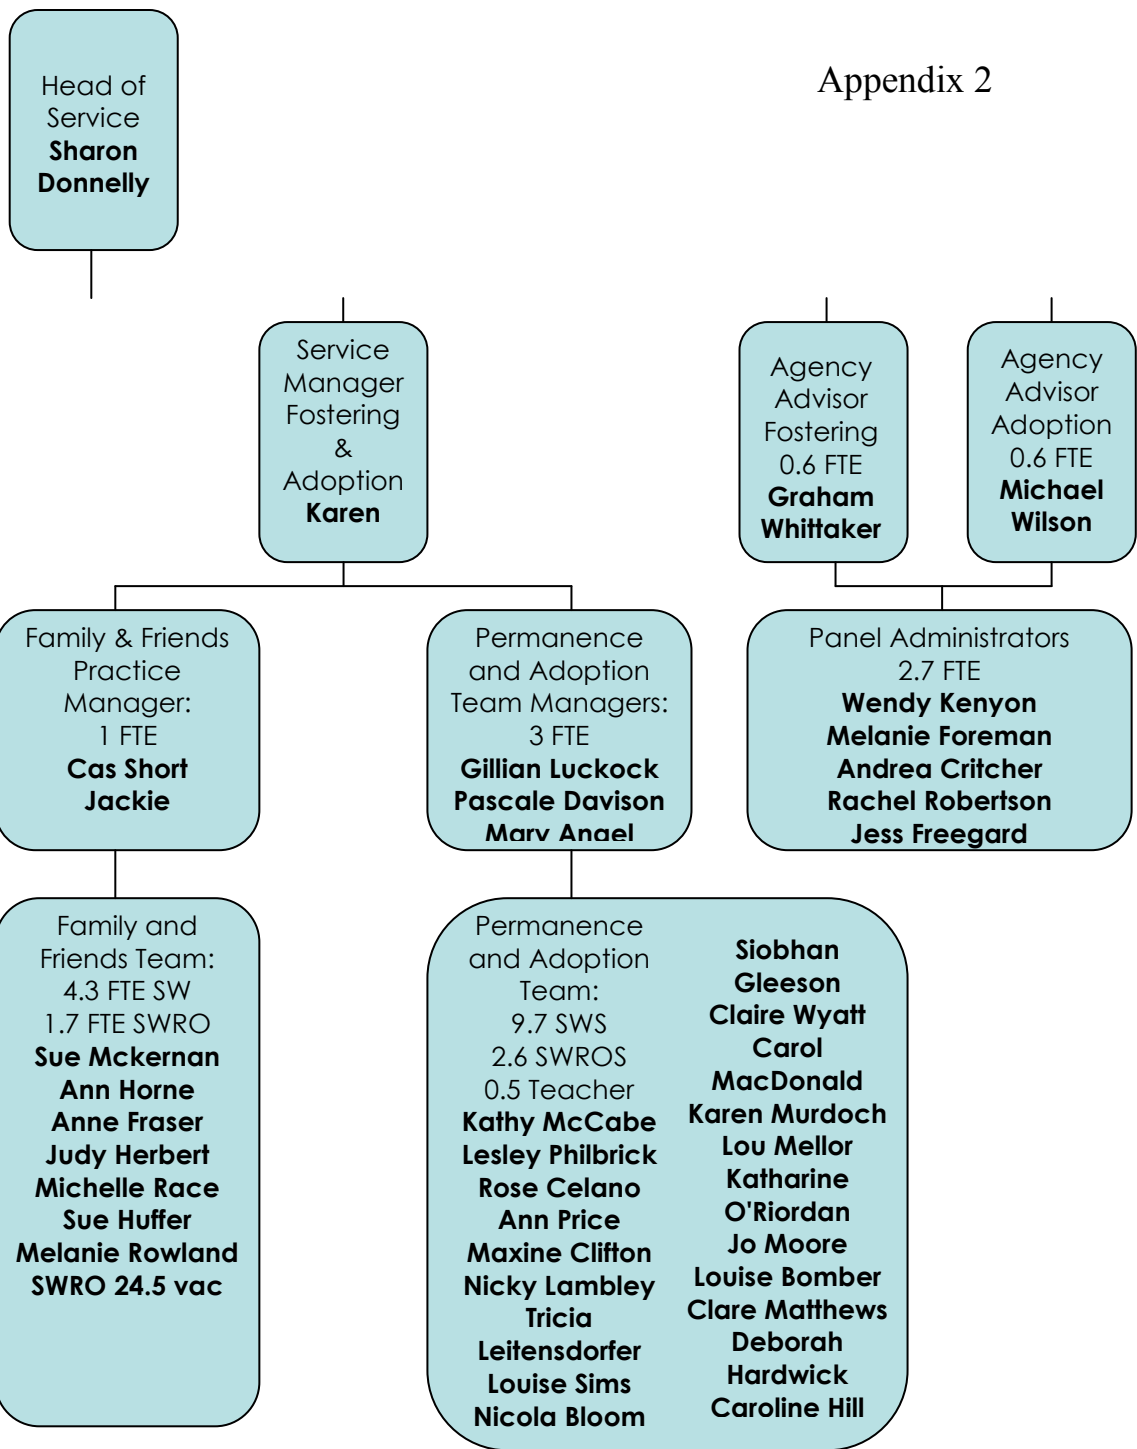 Appendix 2
Head of
Service
Sharon
Donnelly
Service
Manager
Fostering
&
Adoption
Karen
Agency
Advisor
Fostering
0.6 FTE
Graham
Whittaker
Agency
Advisor
Adoption
0.6 FTE
Michael
Wilson
Family & Friends
Practice
Manager:
1 FTE
Cas Short
Jackie
Permanence
and Adoption
Team Managers:
3 FTE
Gillian Luckock
Pascale Davison
Mary Angel
Panel Administrators
2.7 FTE
Wendy Kenyon
Melanie Foreman
Andrea Critcher
Rachel Robertson
Jess Freegard
Family and
Friends Team:
4.3 FTE SW
1.7 FTE SWRO
Sue Mckernan
Ann Horne
Anne Fraser
Judy Herbert
Michelle Race
Sue Huffer
Melanie Rowland
SWRO 24.5 vac
Permanence
and Adoption
Team:
9.7 SWS
2.6 SWROS
0.5 Teacher
Kathy McCabe
Lesley Philbrick
Rose Celano
Ann Price
Maxine Clifton
Nicky Lambley
Tricia
Leitensdorfer
Louise Sims
Nicola Bloom
Siobhan
Gleeson
Claire Wyatt
Carol
MacDonald
Karen Murdoch
Lou Mellor
Katharine
O'Riordan
Jo Moore
Louise Bomber
Clare Matthews
Deborah
Hardwick
Caroline Hill